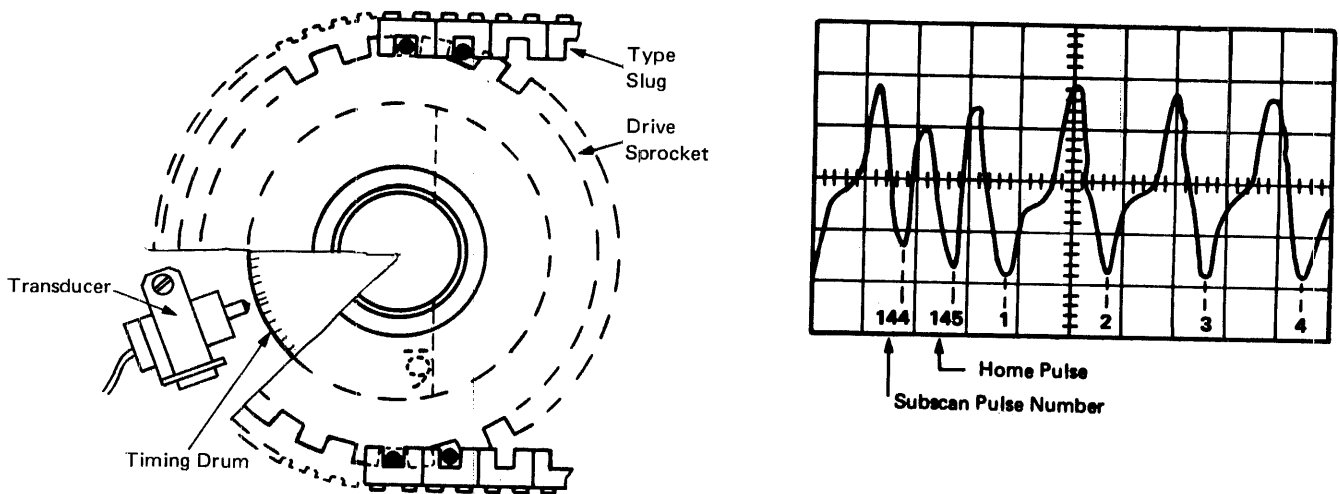 Type
Slug
Drive
Sprocket
Transducer
Timing Drum
144 145 1 2 3 4
Home Pulse
Subscan Pulse Number